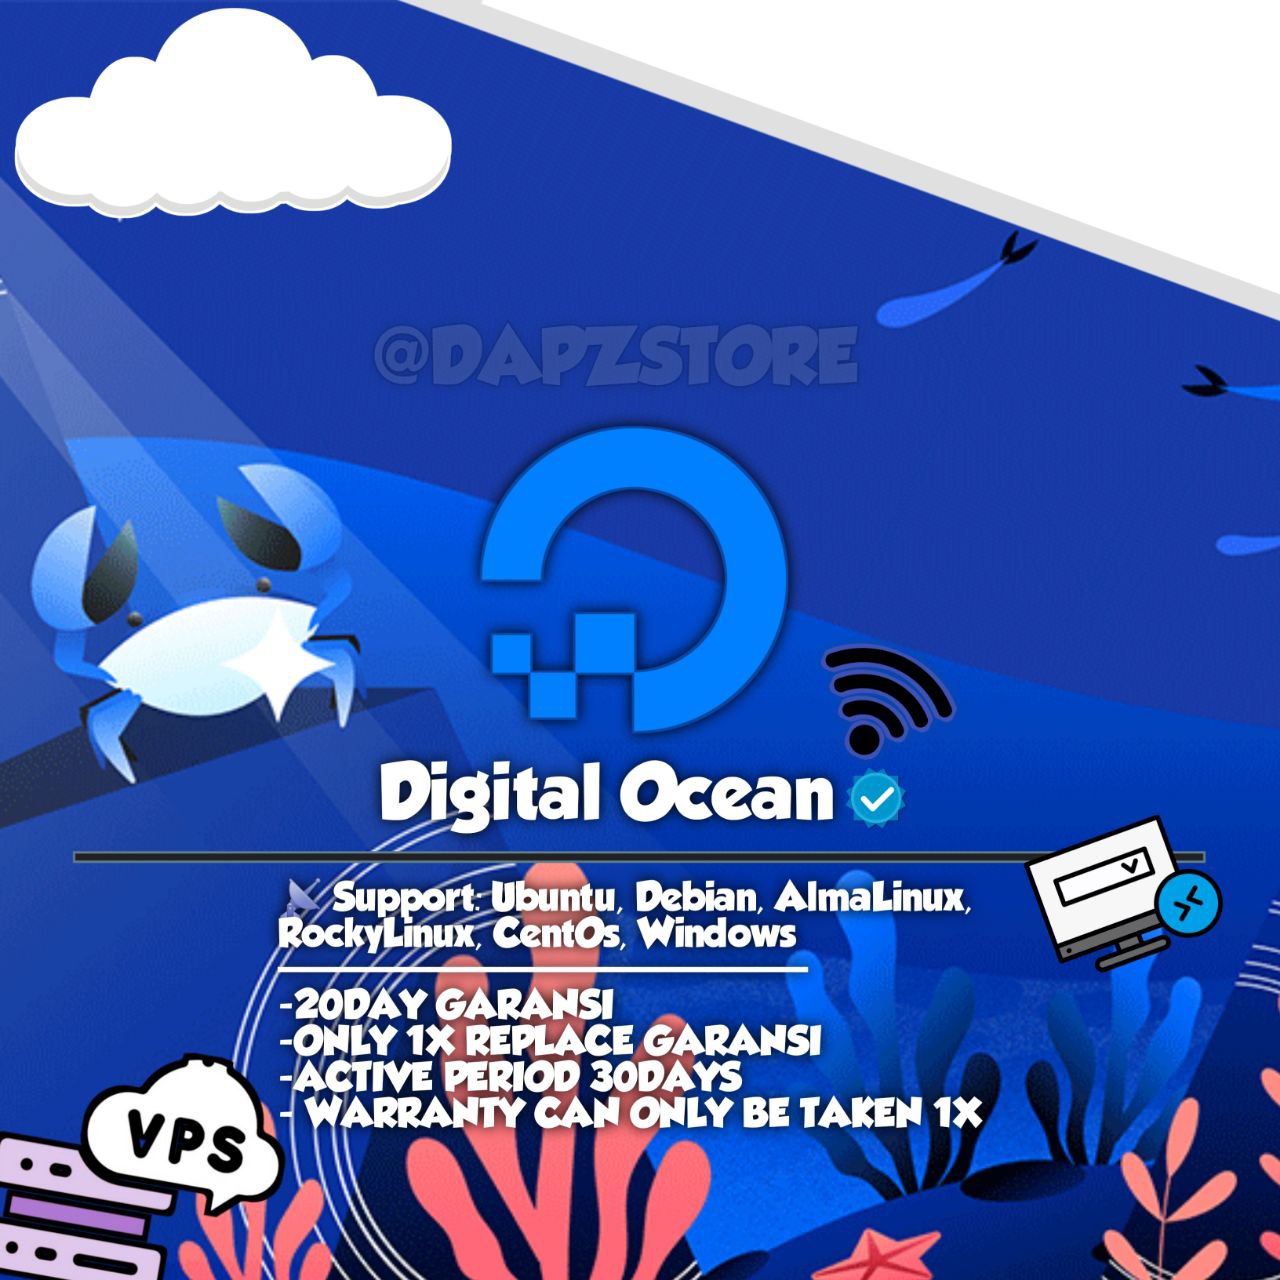 @DAPZSTORE
Digital Ocean
Support: Ubuntu, Debian, AlmaLinux,
RockyLinux, CentOs, Windows
-20DAY GARANSI
-ONLY 1X REPLACE GARANSI
-ACTIVE PERIOD 30DAYS
- WARRANTY CAN ONLY BE TAKEN 1X
VPS